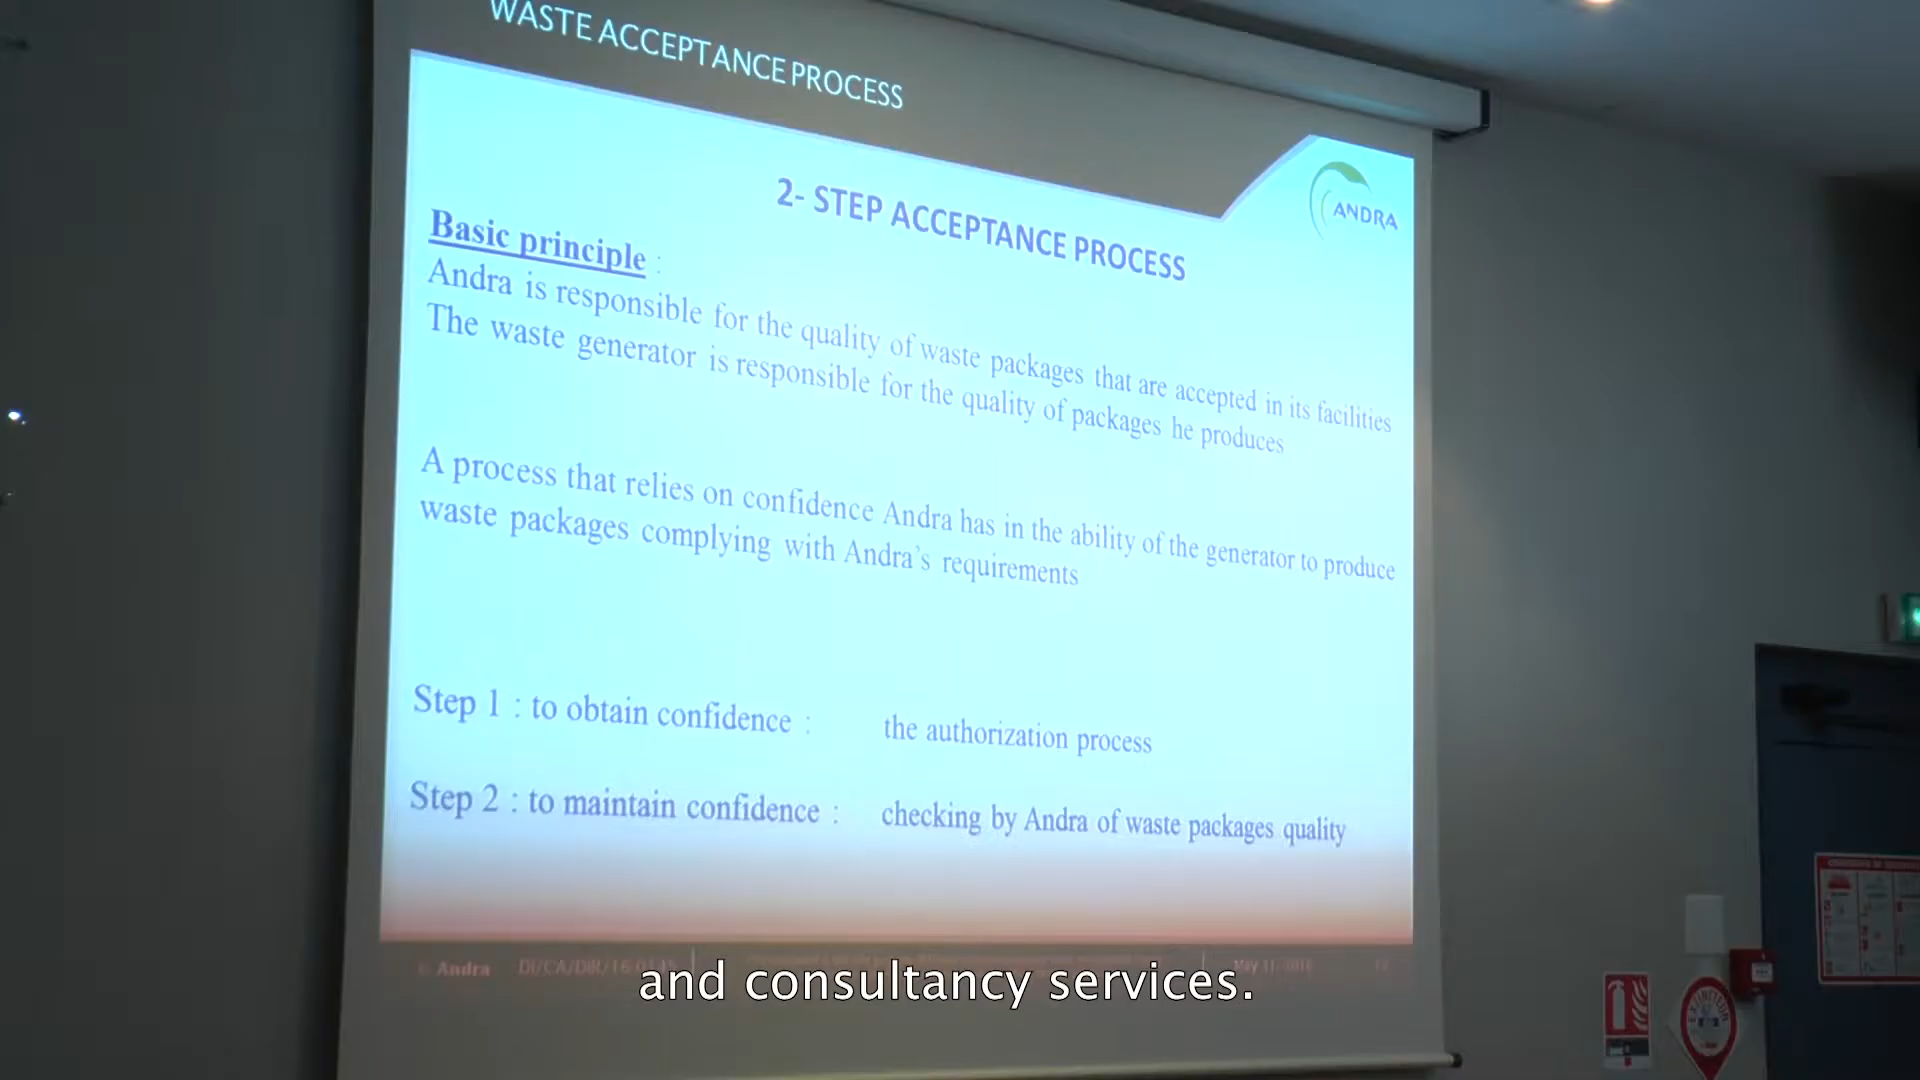 WASTE ACCEPTANCE PROCESS
ANDRA
2- STEP ACCEPTANCE PROCESS
Basic principle :
Andra is responsible for the quality of waste packages that are accepted in its facilities
The waste generator is responsible for the quality of packages he produces
A process that relies on confidence Andra has in the ability of the generator to produce
waste packages complying with Andra's requirements
Step 1 : to obtain confidence : the authorization process
Step 2 : to maintain confidence : checking by Andra of waste packages quality
© Andra
and consultancy services.